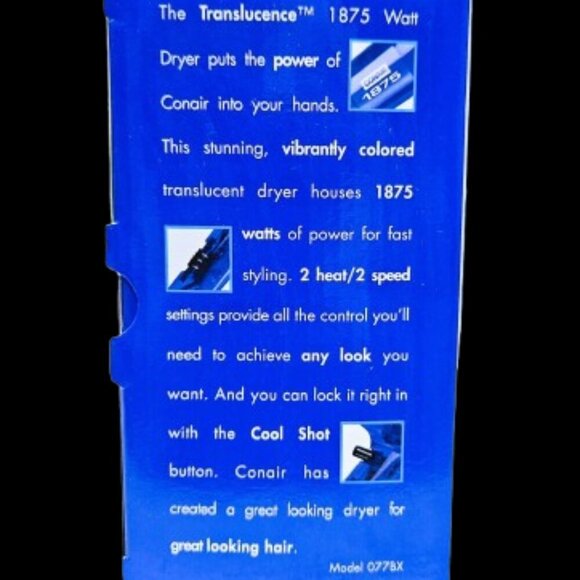 The Translucence™ 1875 Watt
Dryer puts the power of
CONAIR
1875
Conair into your hands.
This stunning, vibrantly colored
translucent dryer houses 1875
watts of power for fast
styling. 2 heat/2 speed
settings provide all the control you'll
need to achieve any look you
want. And you can lock it right in
with the Cool Shot
button. Conair has
created a great looking dryer for
great looking hair.
Model 077BX